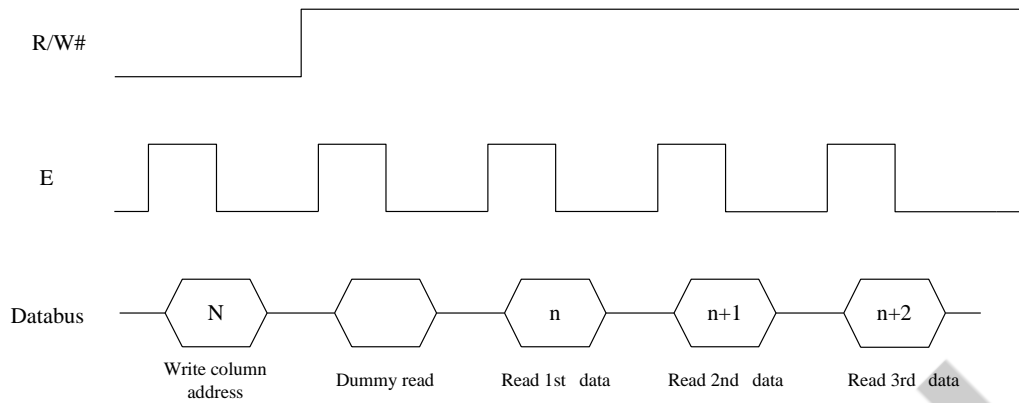 R/W#
E
Databus
N
n
n+1
n+2
Write column
address
Dummy read
Read 1st data
Read 2nd data
Read 3rd data